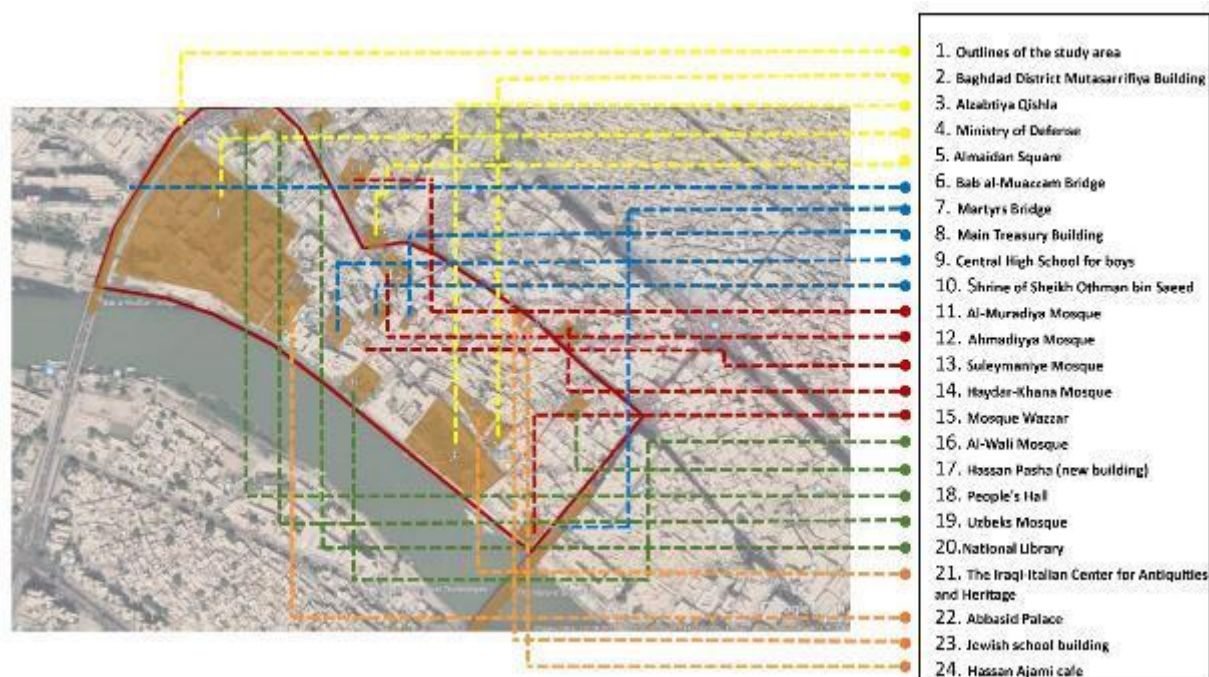 1. Outlines of the study area
2. Baghdad District Mutasarrifiya Building
3. Alzabtiya Qishla
4. Ministry of Defense
5. Almaidan Square
6. Bab al-Muazzam Bridge
7. Martyrs Bridge
8. Main Treasury Building
9. Central High School for boys
10. Shrine of Sheikh Othman bin Saeed
11. Al-Muradiya Mosque
12. Ahmadiyya Mosque
13. Suleymaniye Mosque
14. Haydar-Khana Mosque
15. Mosque Wazzar
16. Al-Wali Mosque
17. Hassan Pasha (new building)
18. People's Hall
19. Uzbeks Mosque
20.National Library
21. The Iraqi-Italian Center for Antiquities
and Heritage
22. Abbasid Palace
23. Jewish school building
24. Hassan Ajami cafe